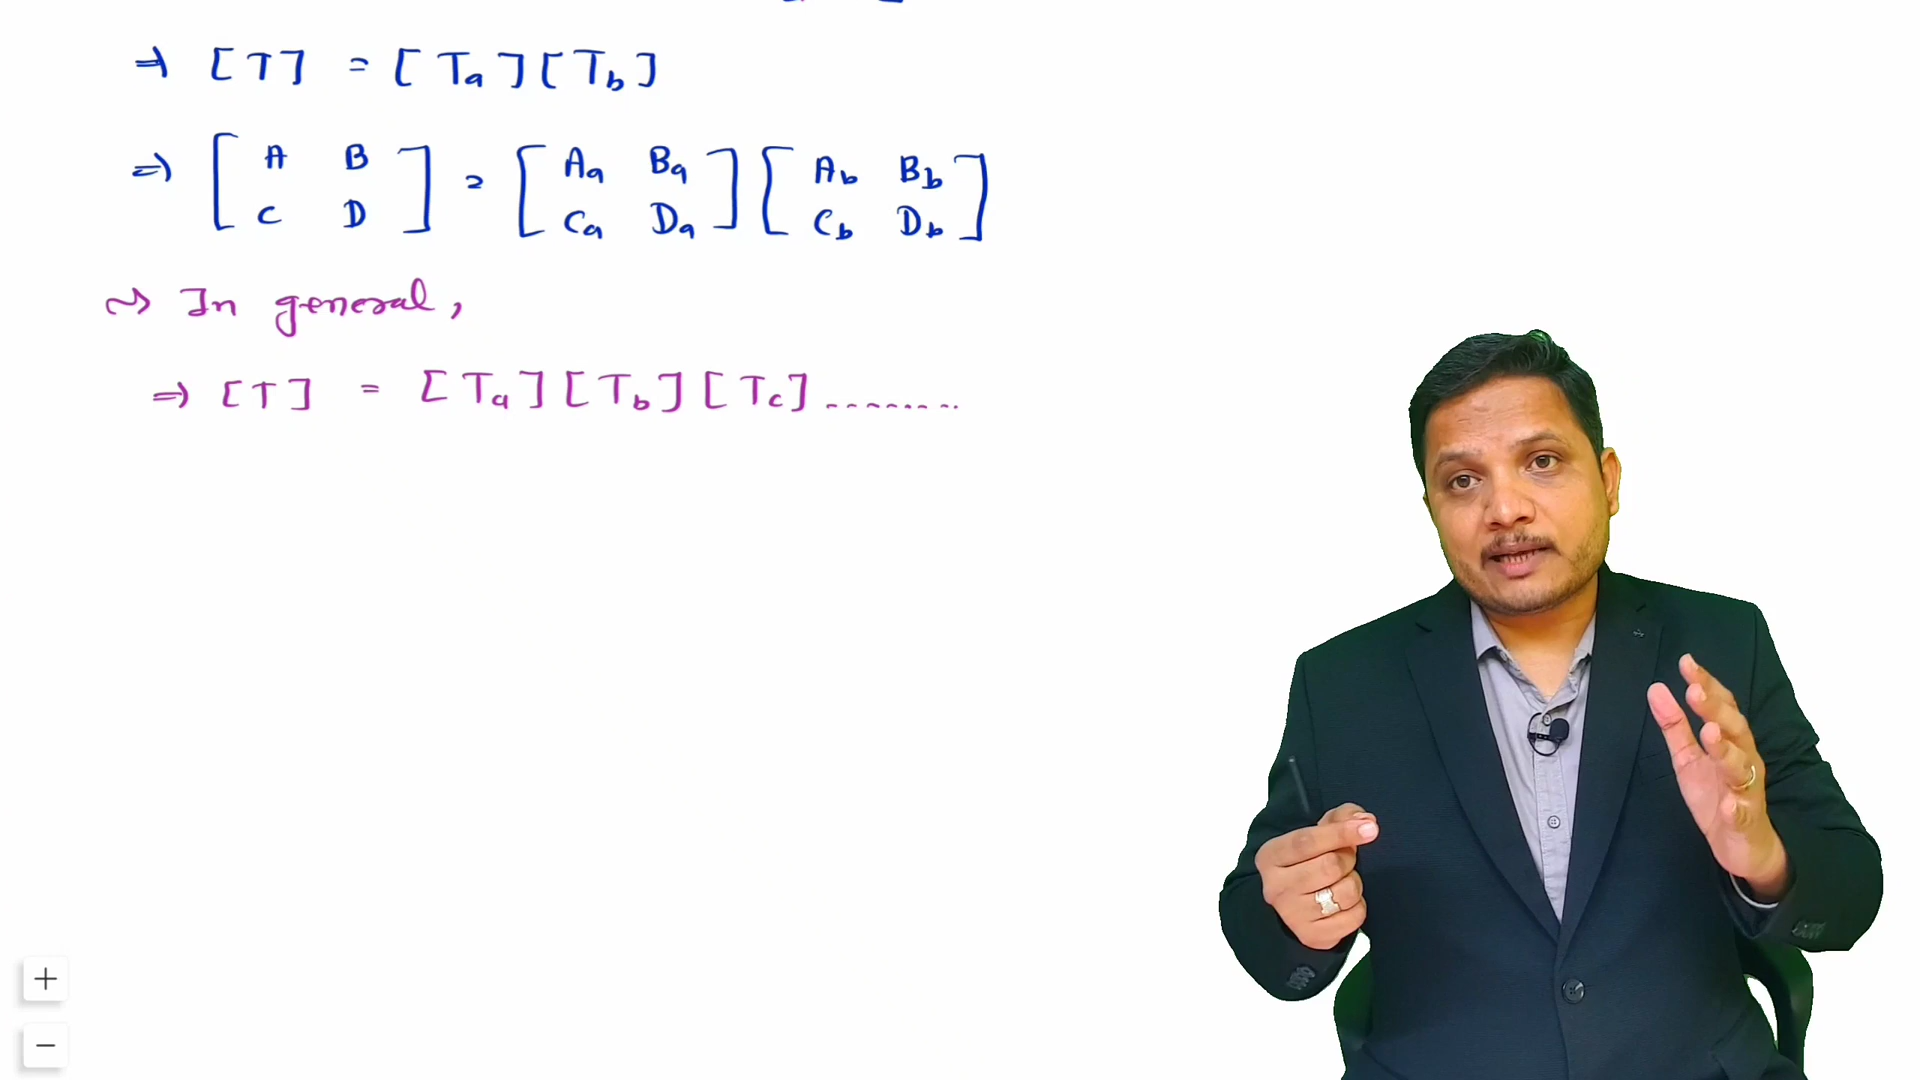 ⇒ [T] = [Ta][Tb]
⇒ [A B C D] = [Aa Ba Ca Da][Ab Bb Cb Db]
~> In general,
⇒ [T] = [Ta][Tb][Tc]........
+
−